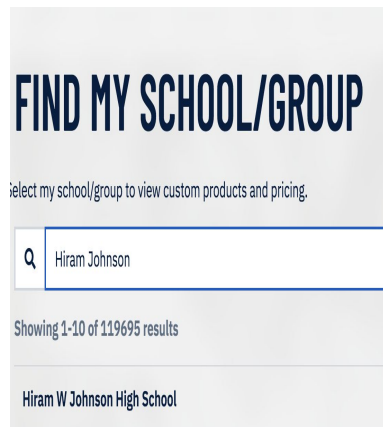 FIND MY SCHOOL/GROUP
Select my school/group to view custom products and pricing.
Hiram Johnson
Showing 1-10 of 119695 results
Hiram W Johnson High School